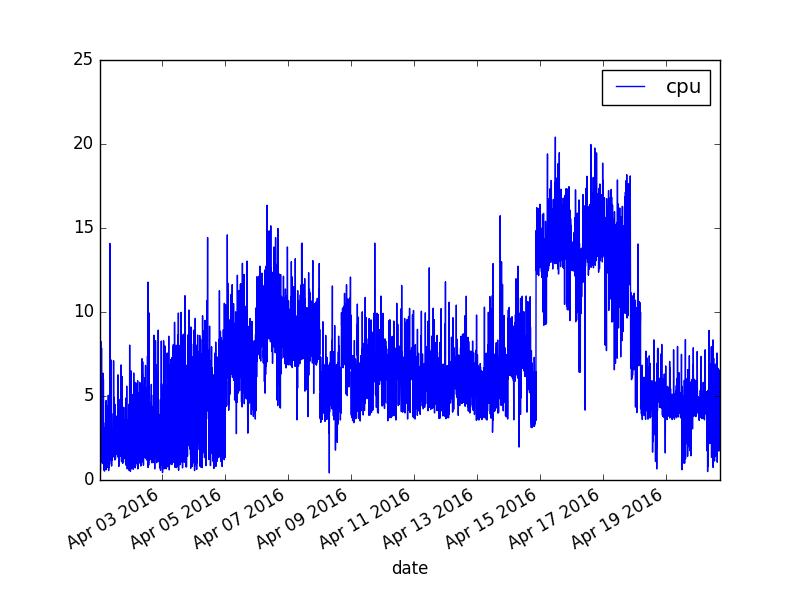 25
20
15
10
5
0
cpu
Apr 03 2016
Apr 05 2016
Apr 07 2016
Apr 09 2016
Apr 11 2016
Apr 13 2016
Apr 15 2016
Apr 17 2016
Apr 19 2016
date